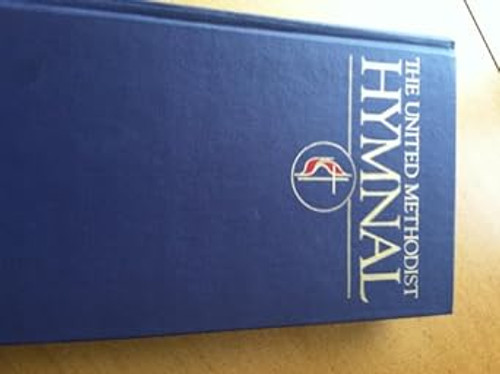 THE UNITED METHODIST
HYMNAL